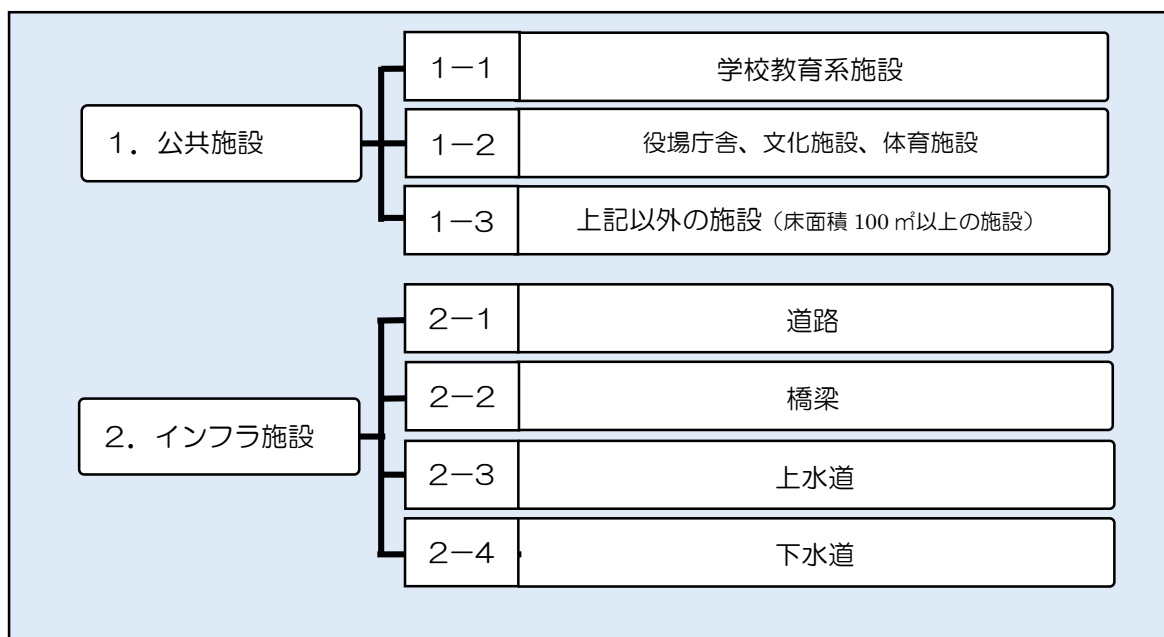 1．公共施設
1－1 学校教育系施設
1－2 役場庁舎、文化施設、体育施設
1－3 上記以外の施設（床面積 100 ㎡以上の施設）
2．インフラ施設
2－1 道路
2－2 橋梁
2－3 上水道
2－4 下水道